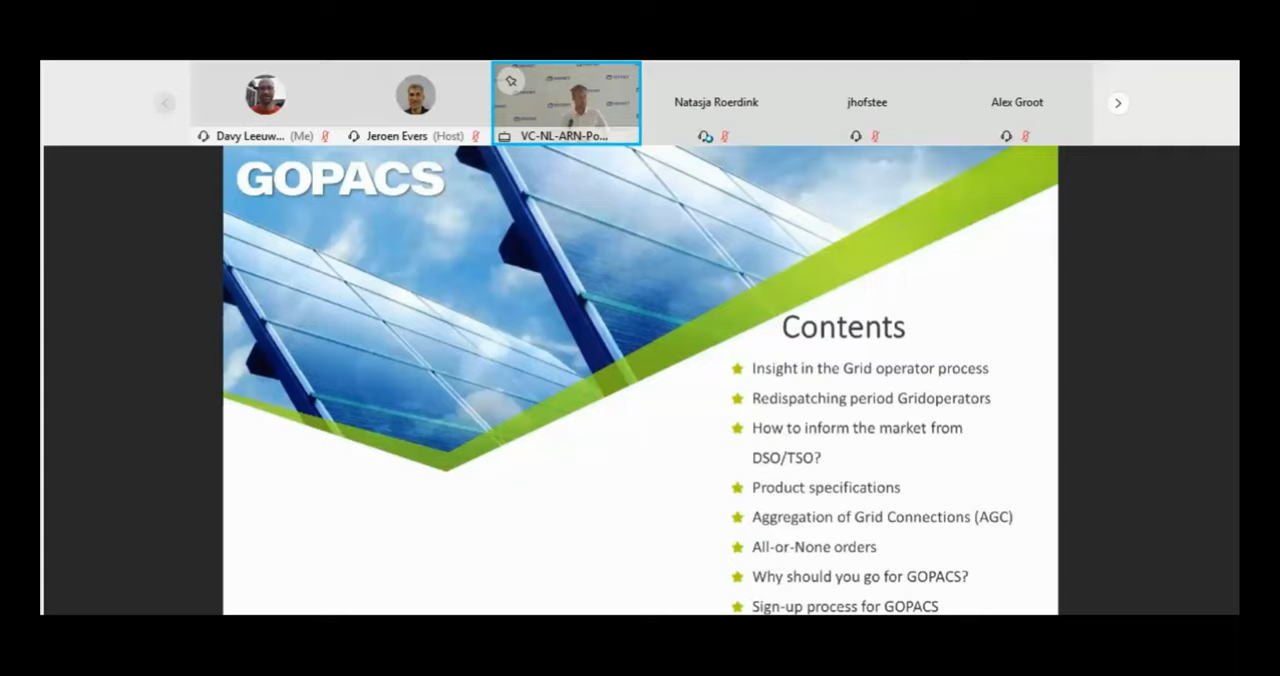 Davy Leeuw... (Me)
Jeroen Evers (Host)
VC-NL-ARN-Po...
Natasja Roerdink
jhofstee
Alex Groot
GOPACS
Contents
Insight in the Grid operator process
Redispatching period Gridoperators
How to inform the market from
DSO/TSO?
Product specifications
Aggregation of Grid Connections (AGC)
All-or-None orders
Why should you go for GOPACS?
Sign-up process for GOPACS